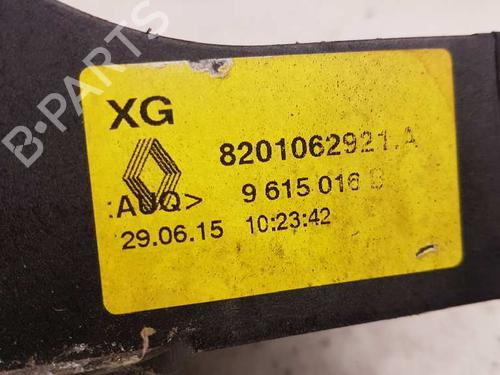 B-PARTS
XG
8201062921.A
:AUQ>
9 615 016 B
29.06.15 10:23:42